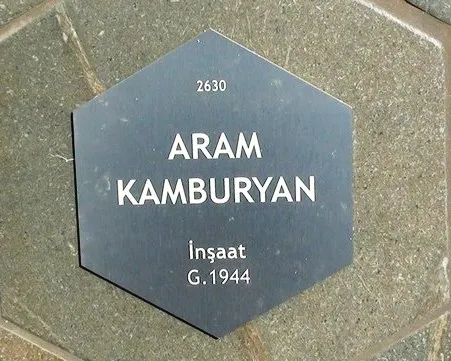 2630
ARAM
KAMBURYAN
İnşaat
G.1944